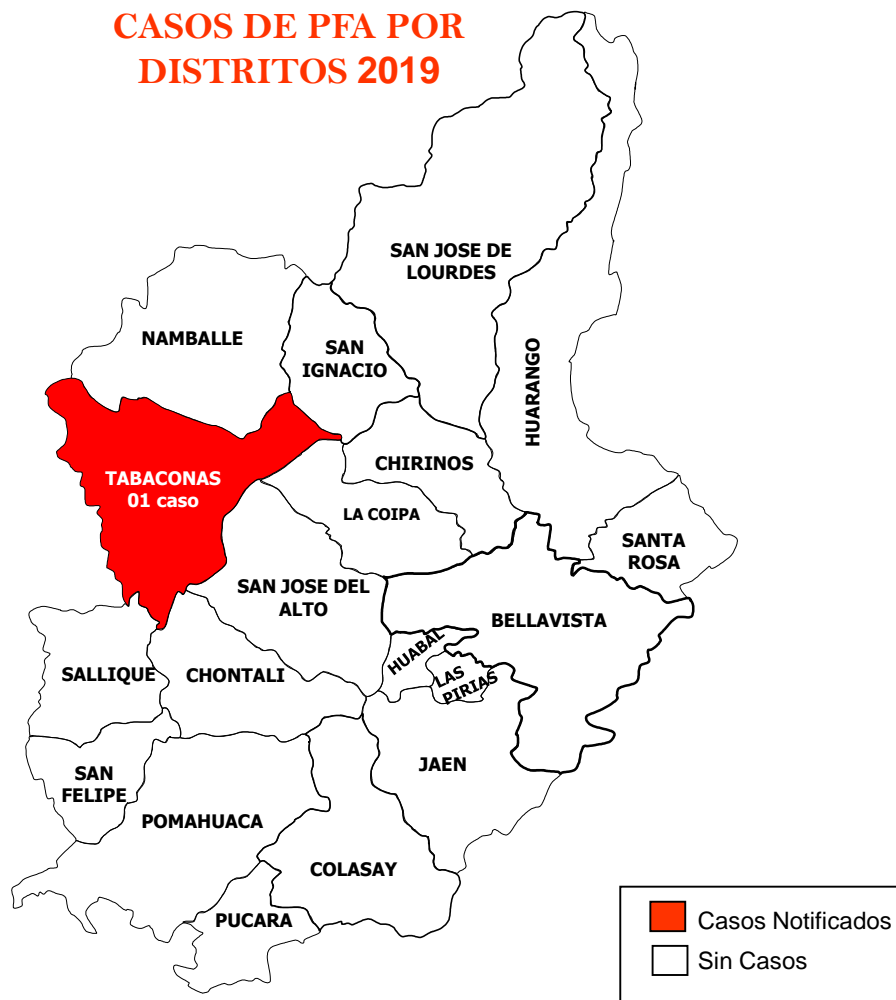 CASOS DE PFA POR
DISTRITOS 2019
SAN JOSE DE
LOURDES
NAMBALLE
SAN
IGNACIO
HUARANGO
CHIRINOS
TABACONAS
01 caso
LA COIPA
SANTA
ROSA
SAN JOSE DEL
ALTO
BELLAVISTA
HUABAL
LAS
PIRIAS
SALLIQUE
CHONTALI
JAEN
SAN
FELIPE
POMAHUACA
COLASAY
PUCARA
Casos Notificados
Sin Casos